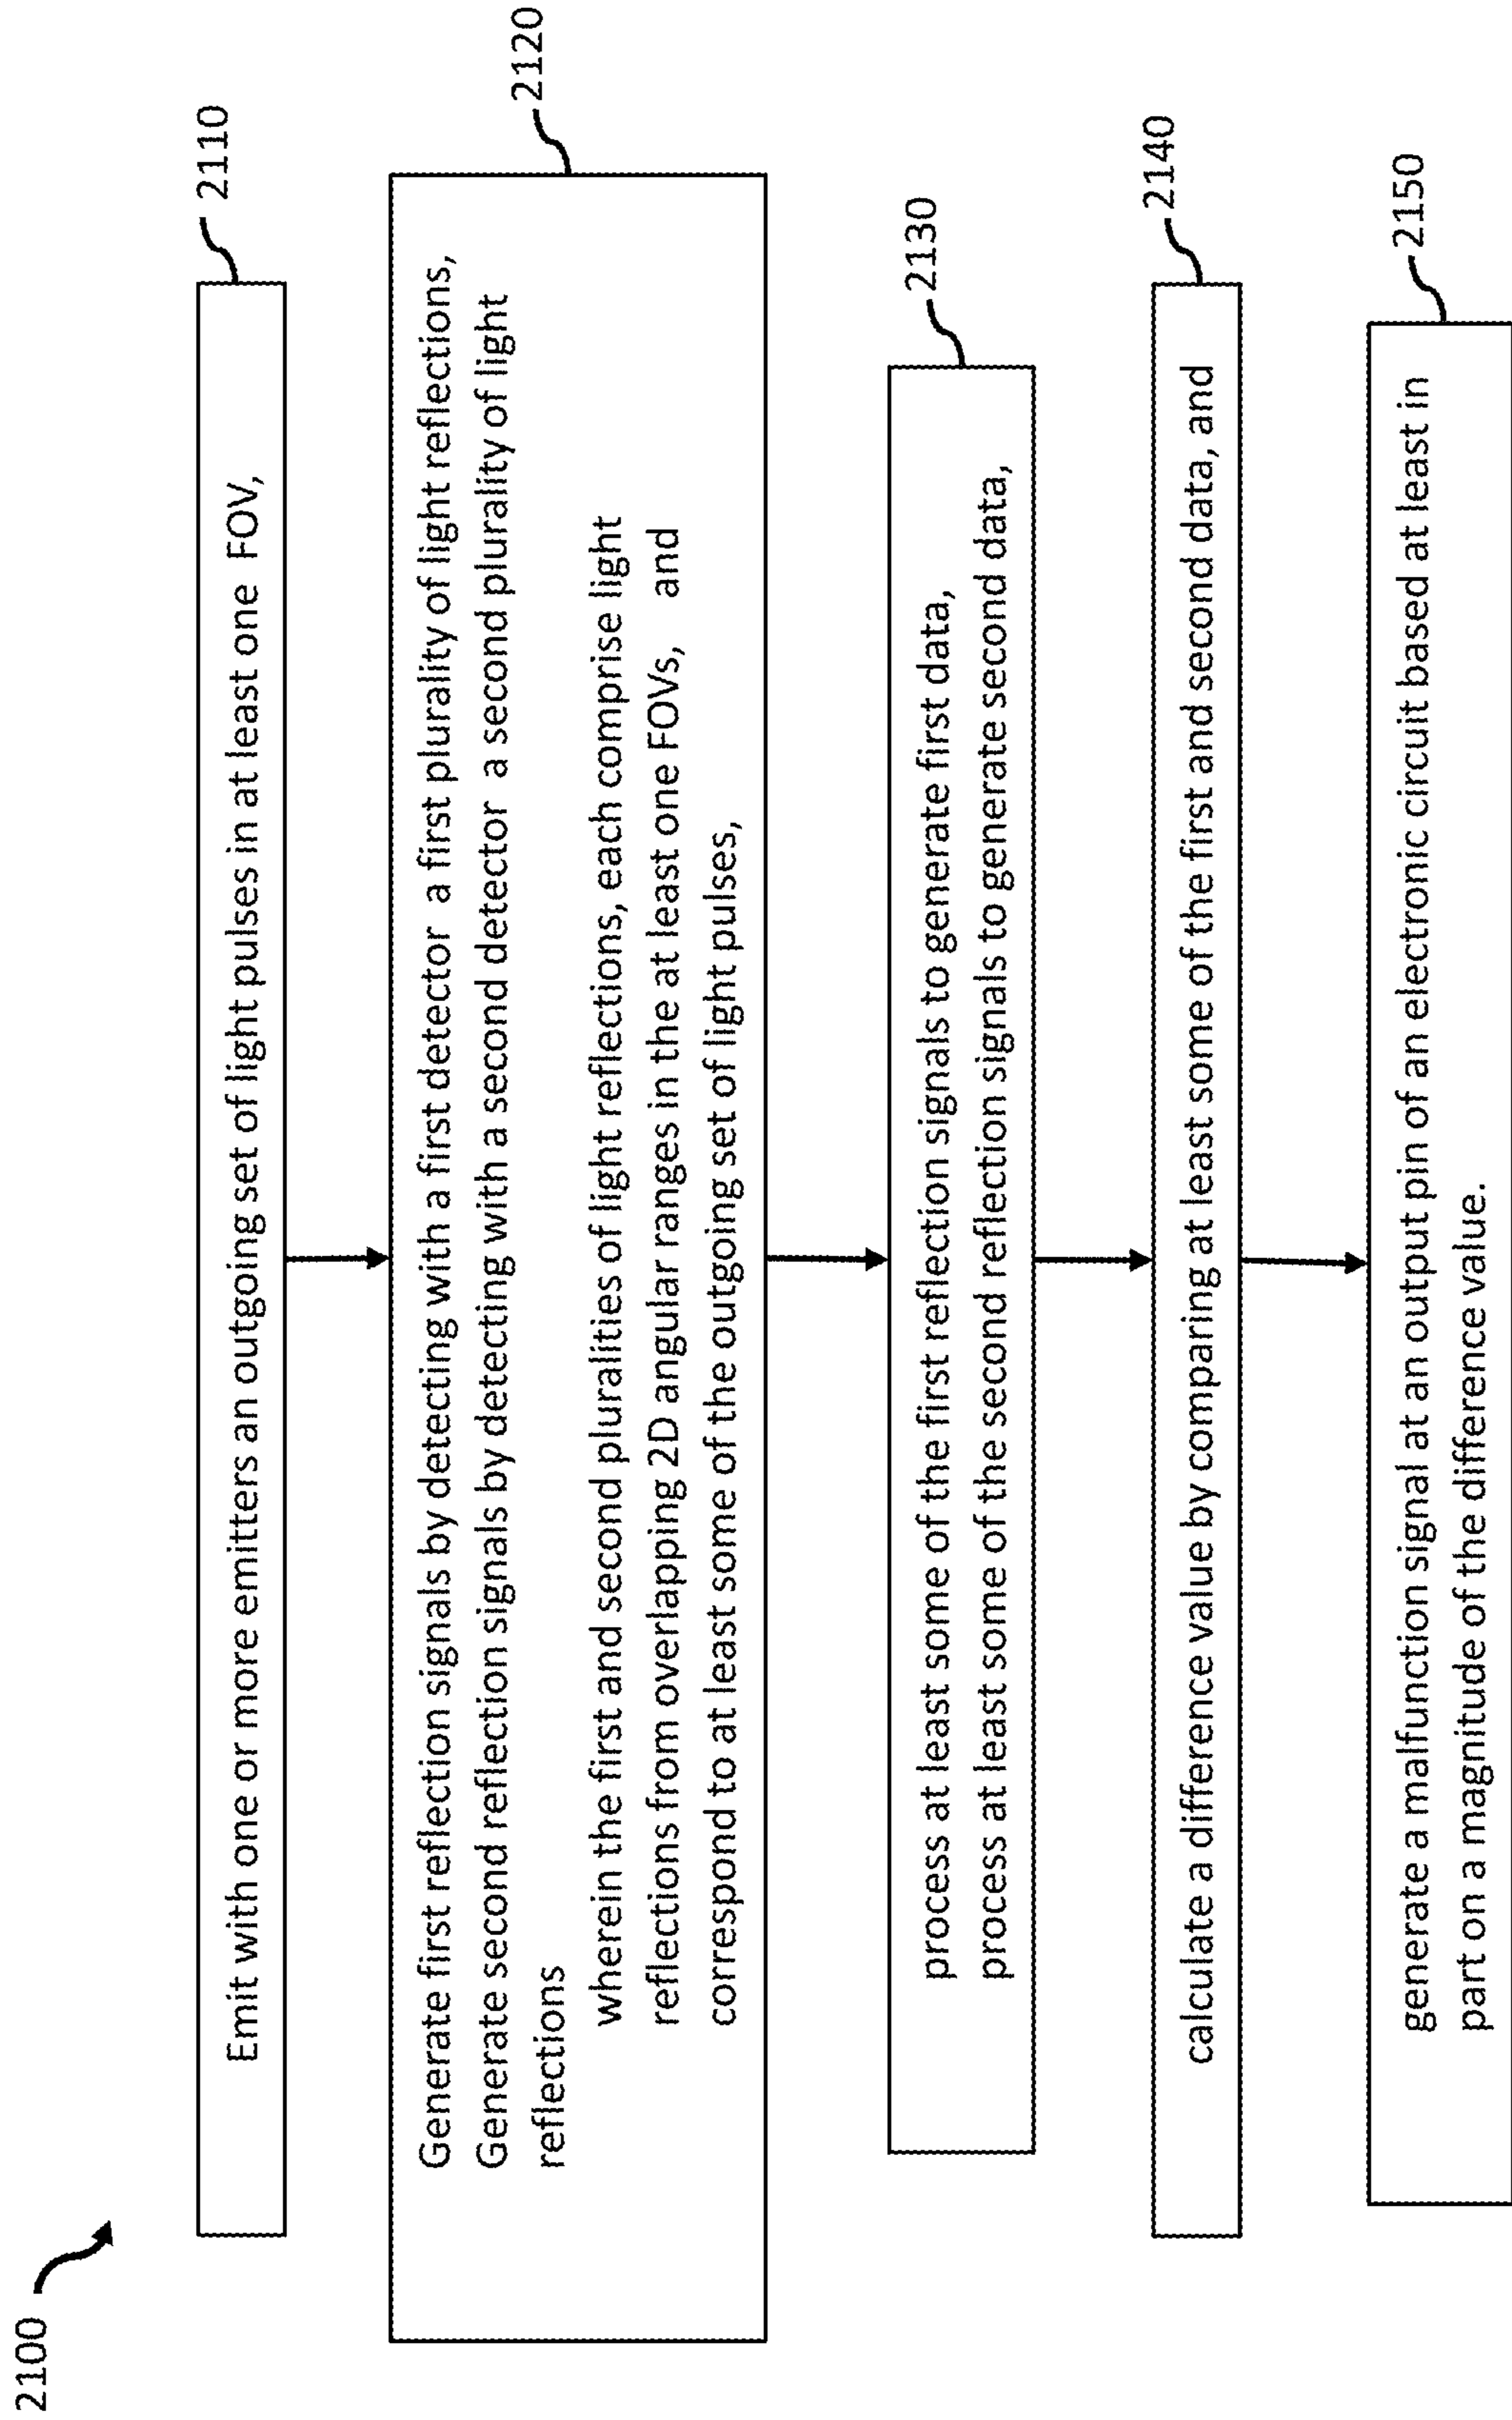 2100
2110
Emit with one or more emitters an outgoing set of light pulses in at least one FOV,
2120
Generate first reflection signals by detecting with a first detector a first plurality of light reflections,
Generate second reflection signals by detecting with a second detector a second plurality of light
reflections
wherein the first and second pluralities of light reflections, each comprise light
reflections from overlapping 2D angular ranges in the at least one FOVs, and
correspond to at least some of the outgoing set of light pulses,
2130
process at least some of the first reflection signals to generate first data,
process at least some of the second reflection signals to generate second data,
2140
calculate a difference value by comparing at least some of the first and second data, and
2150
generate a malfunction signal at an output pin of an electronic circuit based at least in
part on a magnitude of the difference value.